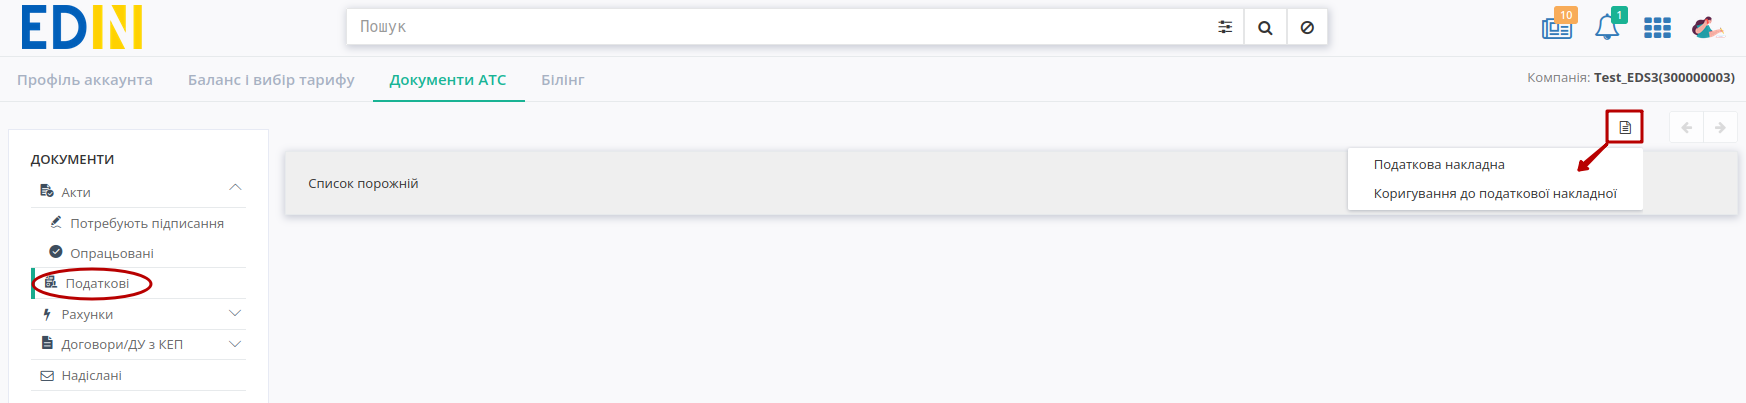 EDIN
Пошук
10
1
Профіль аккаунта
Баланс і вибір тарифу
Документи АТС
Білінг
Компанія: Test_EDS3(300000003)
ДОКУМЕНТИ
Акти
Потребують підписання
Опрацьовані
Податкові
Рахунки
Договори/ДУ з КЕП
Надіслані
Список порожній
Податкова накладна
Коригування до податкової накладної